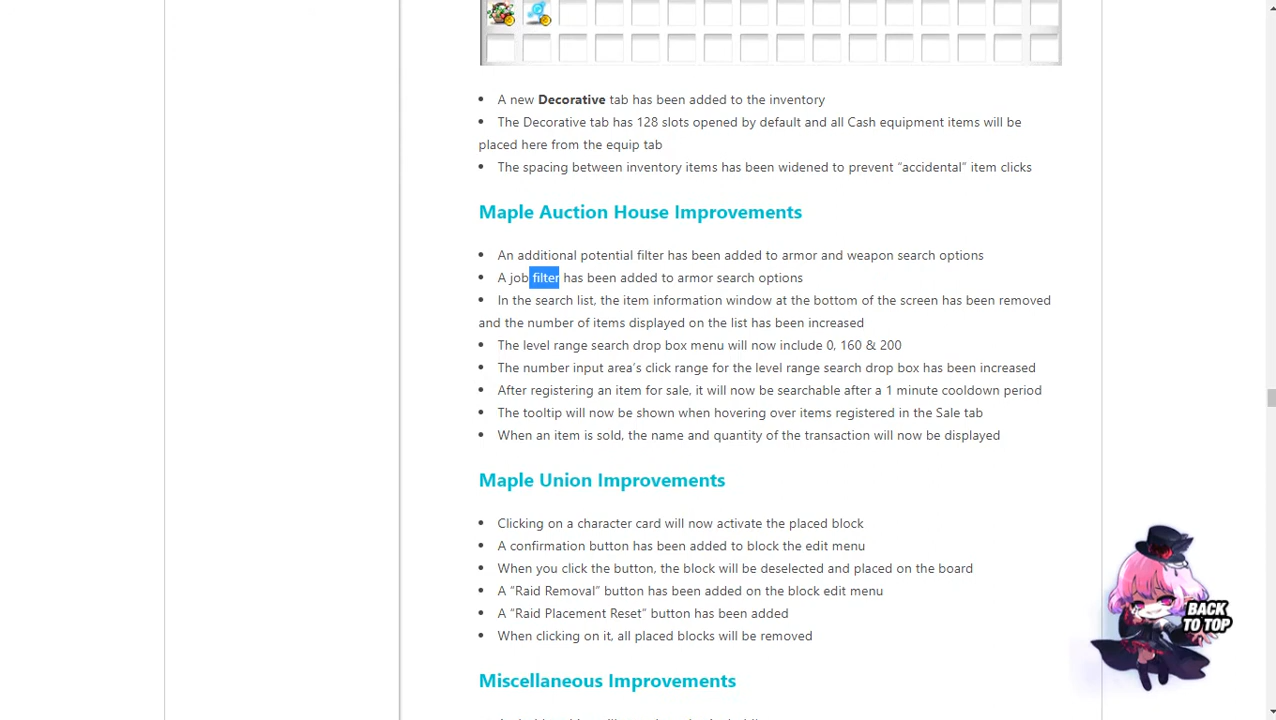 A new Decorative tab has been added to the inventory
The Decorative tab has 128 slots opened by default and all Cash equipment items will be
placed here from the equip tab
The spacing between inventory items has been widened to prevent “accidental” item clicks
Maple Auction House Improvements
An additional potential filter has been added to armor and weapon search options
A job filter has been added to armor search options
In the search list, the item information window at the bottom of the screen has been removed
and the number of items displayed on the list has been increased
The level range search drop box menu will now include 0, 160 & 200
The number input area’s click range for the level range search drop box has been increased
After registering an item for sale, it will now be searchable after a 1 minute cooldown period
The tooltip will now be shown when hovering over items registered in the Sale tab
When an item is sold, the name and quantity of the transaction will now be displayed
Maple Union Improvements
Clicking on a character card will now activate the placed block
A confirmation button has been added to block the edit menu
When you click the button, the block will be deselected and placed on the board
A “Raid Removal” button has been added on the block edit menu
A “Raid Placement Reset” button has been added
When clicking on it, all placed blocks will be removed
BACK
TO TOP
Miscellaneous Improvements